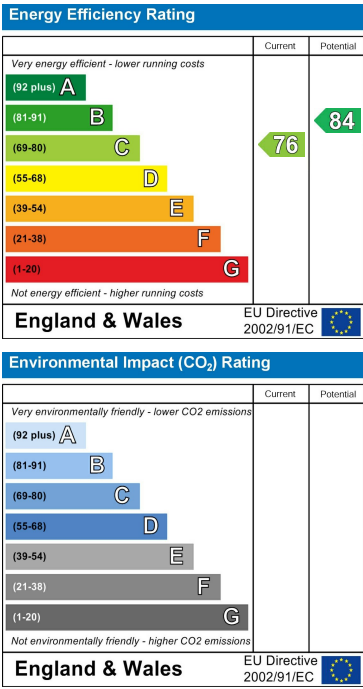 Energy Efficiency Rating
Current Potential
Very energy efficient - lower running costs
(92 plus) A
(81-91) B
84
(69-80) C
76
(55-68) D
(39-54) E
(21-38) F
(1-20) G
Not energy efficient - higher running costs
England & Wales
EU Directive
2002/91/EC
Environmental Impact (CO₂) Rating
Current Potential
Very environmentally friendly - lower CO2 emissions
(92 plus) A
(81-91) B
(69-80) C
(55-68) D
(39-54) E
(21-38) F
(1-20) G
Not environmentally friendly - higher CO2 emissions
England & Wales
EU Directive
2002/91/EC